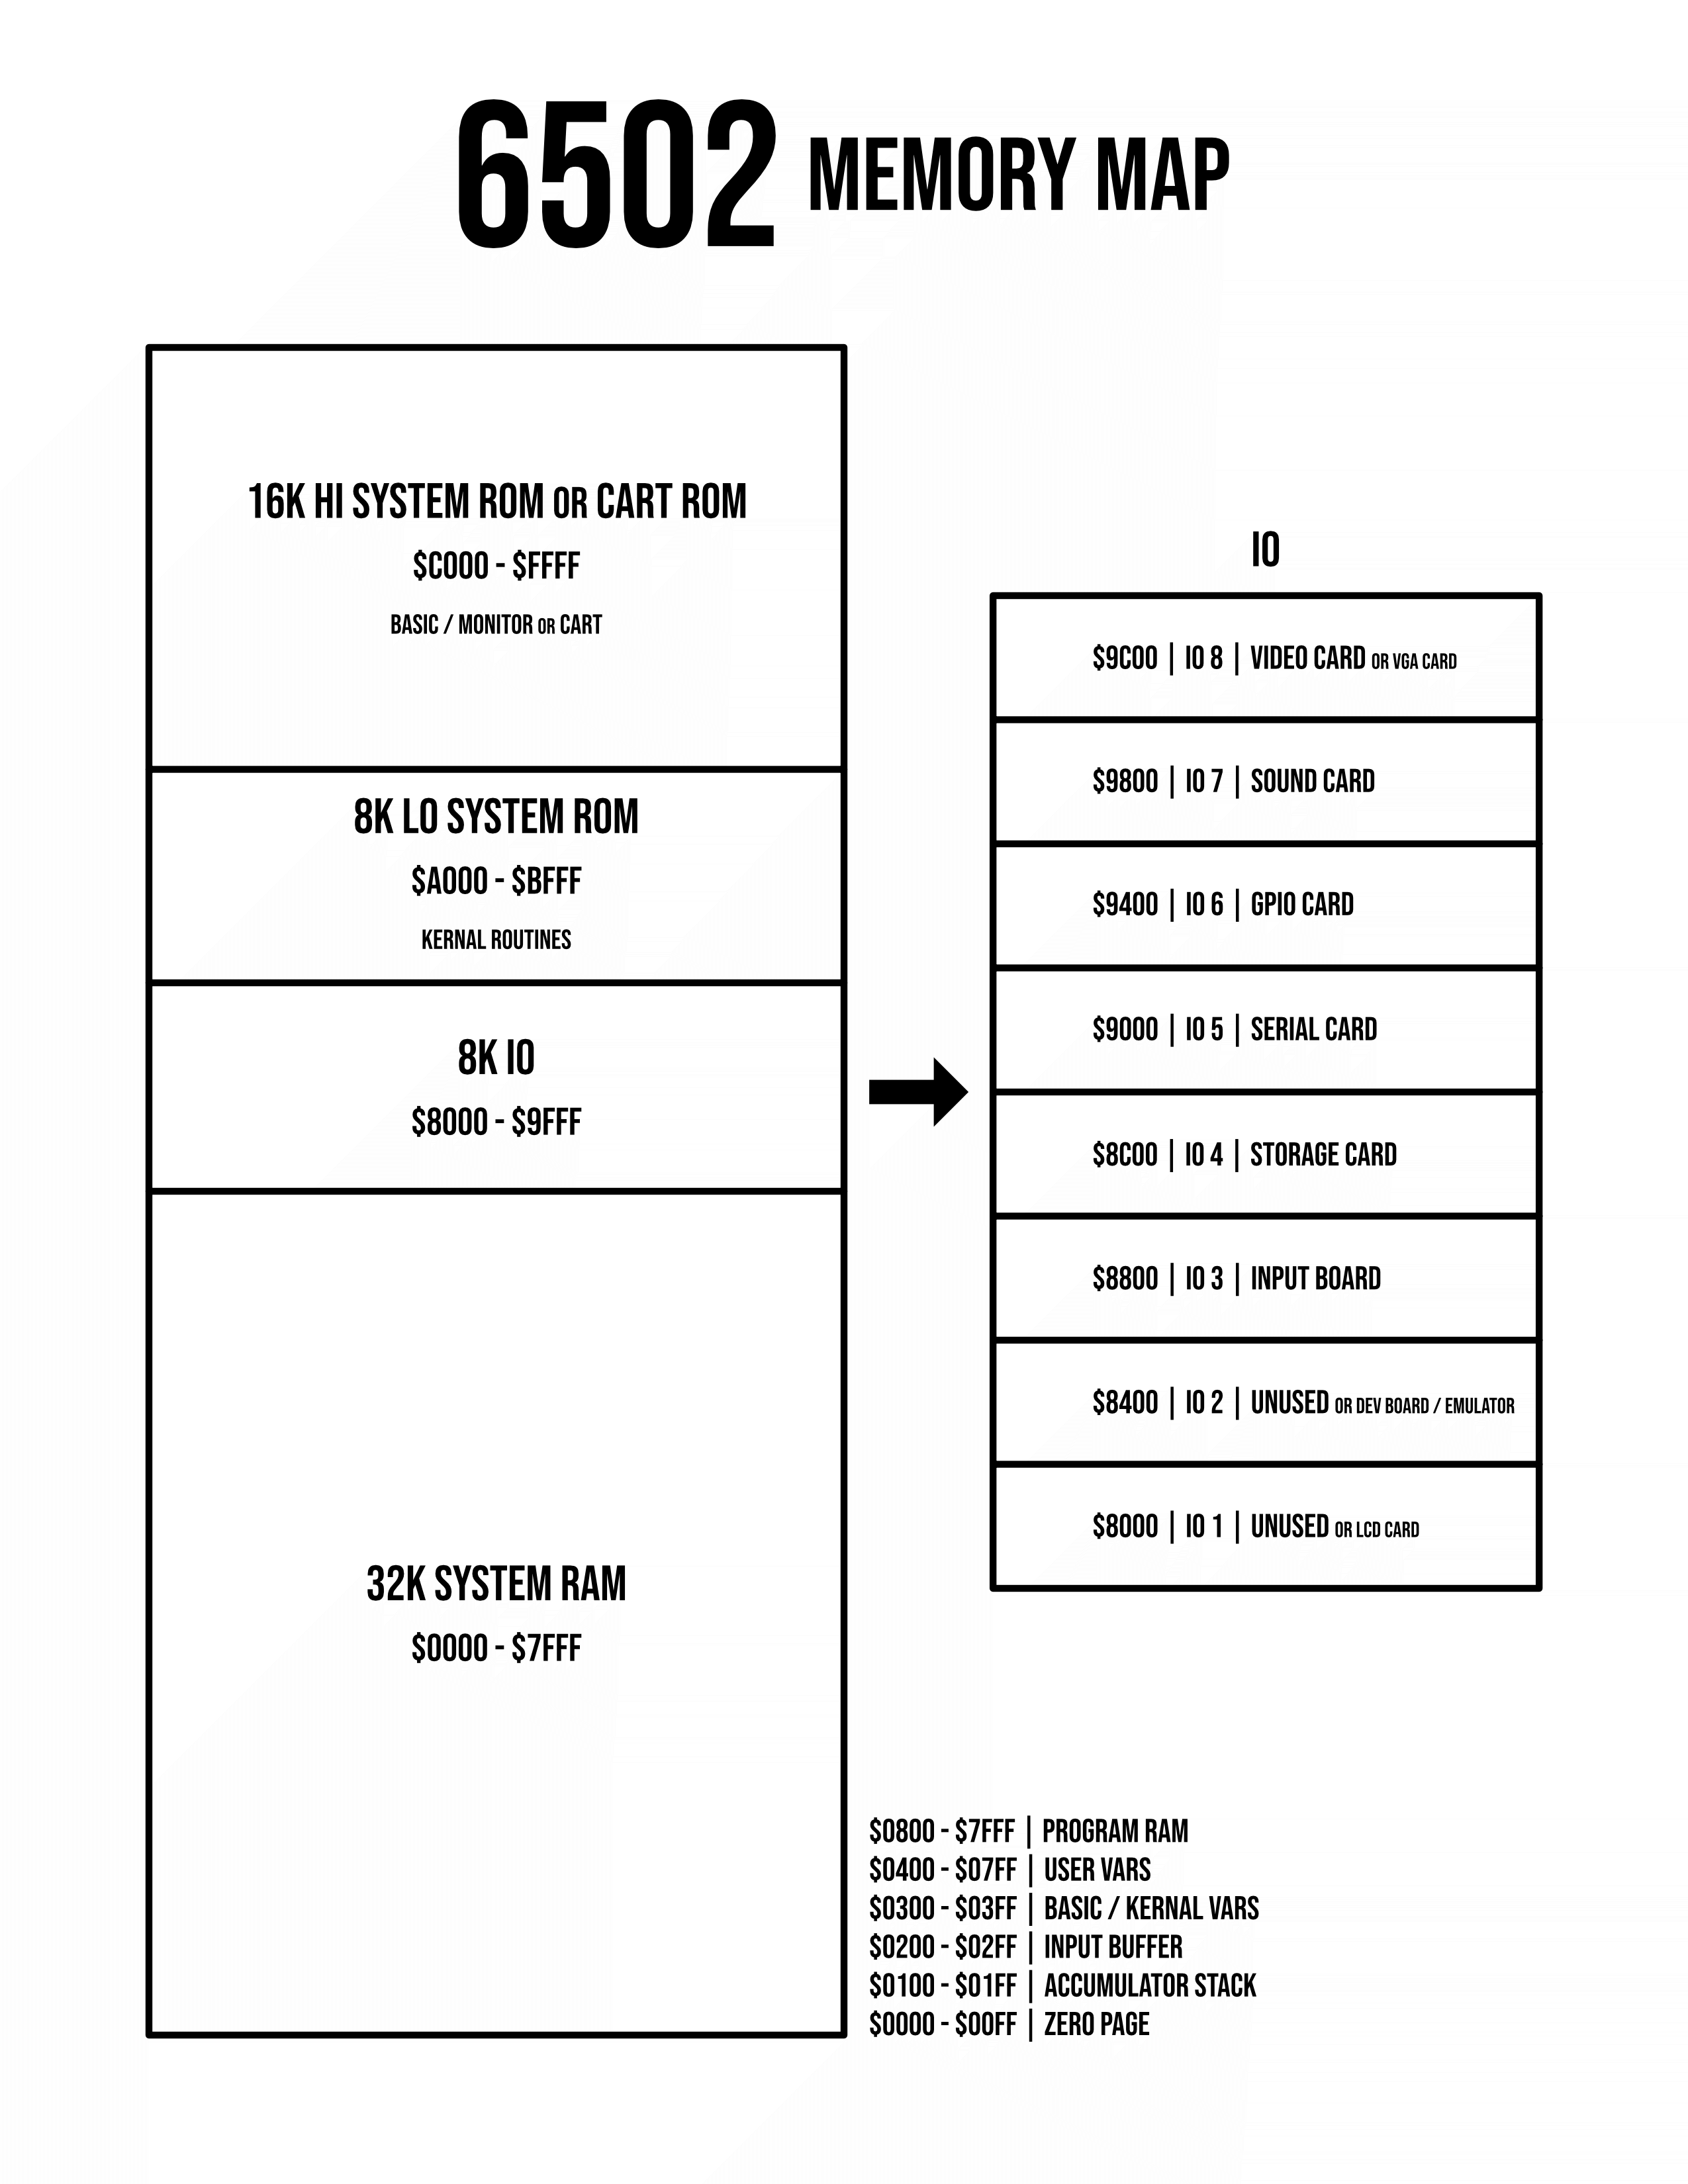 6502 MEMORY MAP
16K HI SYSTEM ROM OR CART ROM
$C000 - $FFFF
BASIC / MONITOR OR CART
8K LO SYSTEM ROM
$A000 - $BFFF
KERNAL ROUTINES
8K IO
$8000 - $9FFF
32K SYSTEM RAM
$0000 - $7FFF
IO
$9C00 | IO 8 | VIDEO CARD OR VGA CARD
$9800 | IO 7 | SOUND CARD
$9400 | IO 6 | GPIO CARD
$9000 | IO 5 | SERIAL CARD
$8C00 | IO 4 | STORAGE CARD
$8800 | IO 3 | INPUT BOARD
$8400 | IO 2 | UNUSED OR DEV BOARD / EMULATOR
$8000 | IO 1 | UNUSED OR LCD CARD
$0800 - $7FFF | PROGRAM RAM
$0400 - $07FF | USER VARS
$0300 - $03FF | BASIC / KERNAL VARS
$0200 - $02FF | INPUT BUFFER
$0100 - $01FF | ACCUMULATOR STACK
$0000 - $00FF | ZERO PAGE